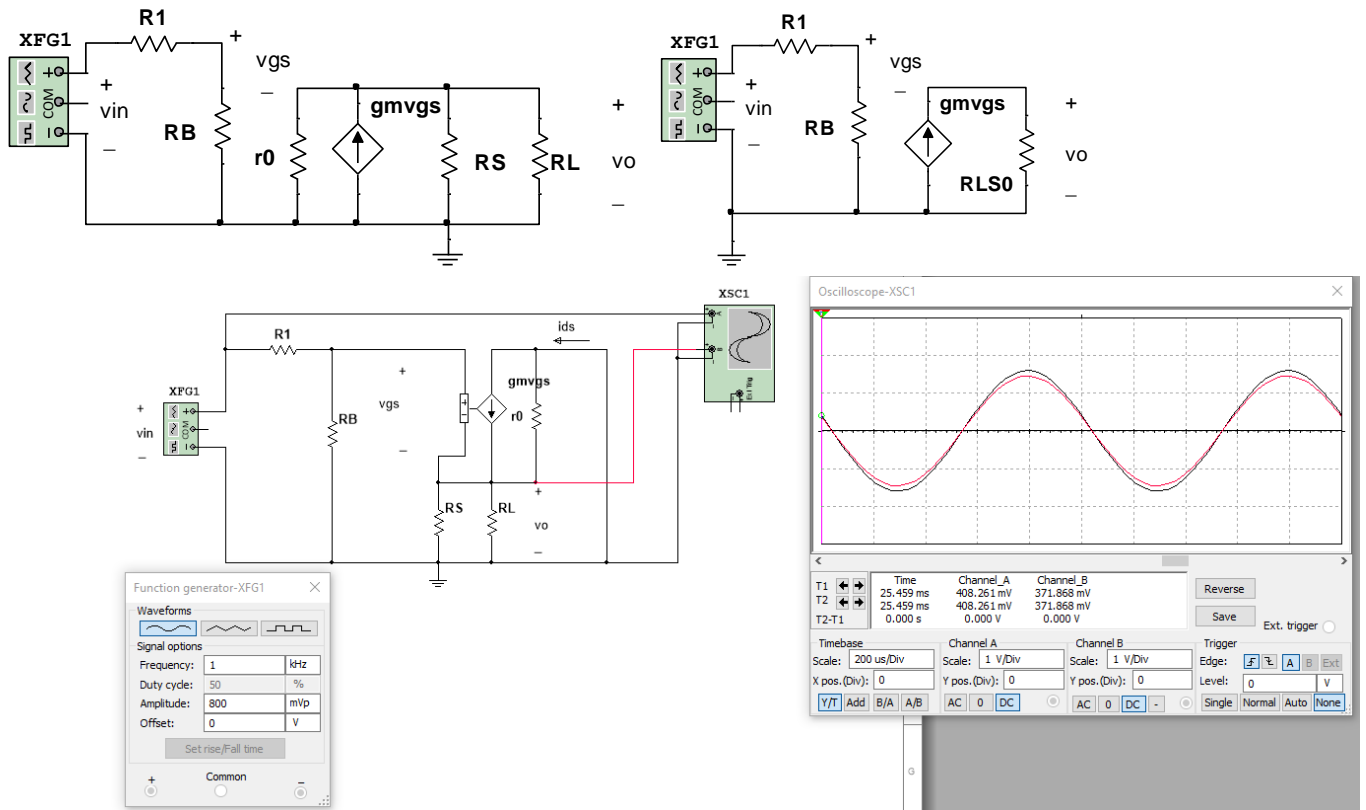 R1
XFG1
+
vgs
−
+
COM
vin
−
RB
r0
gmvgs
RS
RL
+
vo
−
R1
XFG1
+
vgs
−
+
COM
vin
−
RB
gmvgs
RLS0
+
vo
−
XSC1
R1
ids
+
vgs
−
gmvgs
r0
Ext Trig
A
B
XFG1
+
vin
−
COM
RB
RS
RL
+
vo
−
Function generator-XFG1
Waveforms
Signal options
Frequency: 1 kHz
Duty cycle: 50 %
Amplitude: 800 mVp
Offset: 0 V
Set rise/Fall time
+ Common −
Oscilloscope-XSC1
Time Channel_A Channel_B
T1 25.459 ms 408.261 mV 371.868 mV
T2 25.459 ms 408.261 mV 371.868 mV
T2-T1 0.000 s 0.000 V 0.000 V
Reverse
Save
Ext. trigger
Timebase
Scale: 200 us/Div
X pos.(Div): 0
Y/T Add B/A A/B
Channel A
Scale: 1 V/Div
Y pos.(Div): 0
AC 0 DC
Channel B
Scale: 1 V/Div
Y pos.(Div): 0
AC 0 DC -
Trigger
Edge: A B Ext
Level: 0 V
Single Normal Auto None
G